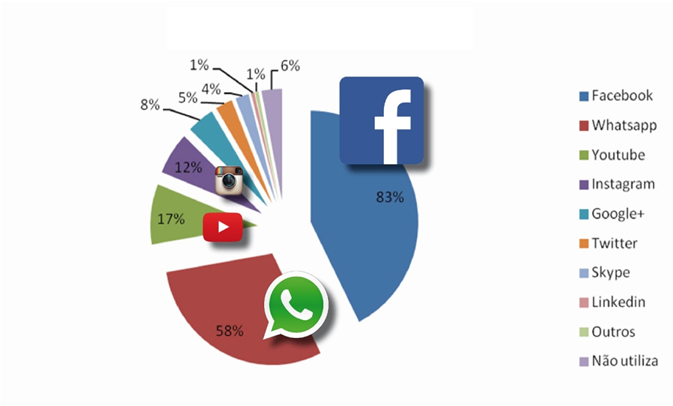 1%
1%
6%
4%
5%
8%
12%
17%
58%
83%
f
Facebook
Whatsapp
Youtube
Instagram
Google+
Twitter
Skype
Linkedin
Outros
Não utiliza